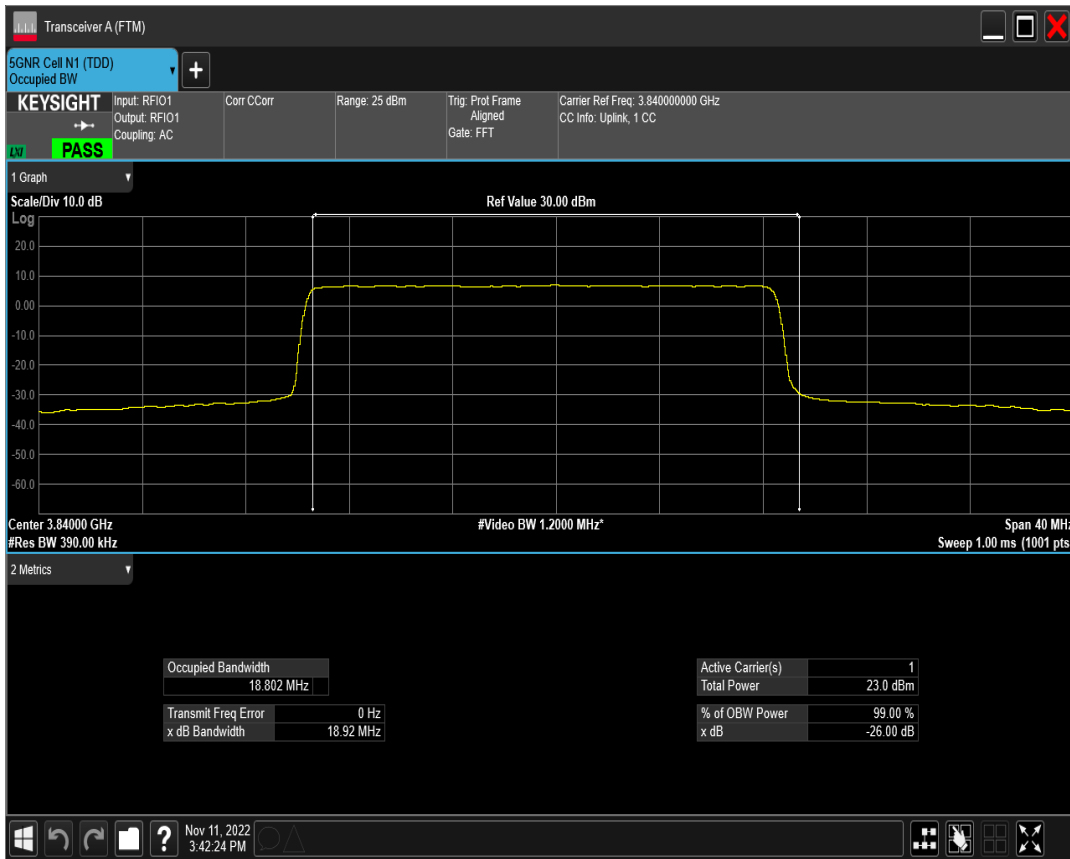 Transceiver A (FTM)
5GNR Cell N1 (TDD)
Occupied BW
+
KEYSIGHT
LXI
PASS
Input: RFIO1
Output: RFIO1
Coupling: AC
Corr CCorr
Range: 25 dBm
Trig: Prot Frame
Aligned
Gate: FFT
Carrier Ref Freq: 3.840000000 GHz
CC Info: Uplink, 1 CC
1 Graph
Scale/Div 10.0 dB
Ref Value 30.00 dBm
Log
20.0
10.0
0.00
-10.0
-20.0
-30.0
-40.0
-50.0
-60.0
Center 3.84000 GHz
#Video BW 1.2000 MHz*
Span 40 MHz
#Res BW 390.00 kHz
Sweep 1.00 ms (1001 pts
2 Metrics
Occupied Bandwidth
18.802 MHz
Transmit Freq Error 0 Hz
x dB Bandwidth 18.92 MHz
Active Carrier(s) 1
Total Power 23.0 dBm
% of OBW Power 99.00 %
x dB -26.00 dB
?
Nov 11, 2022
3:42:24 PM